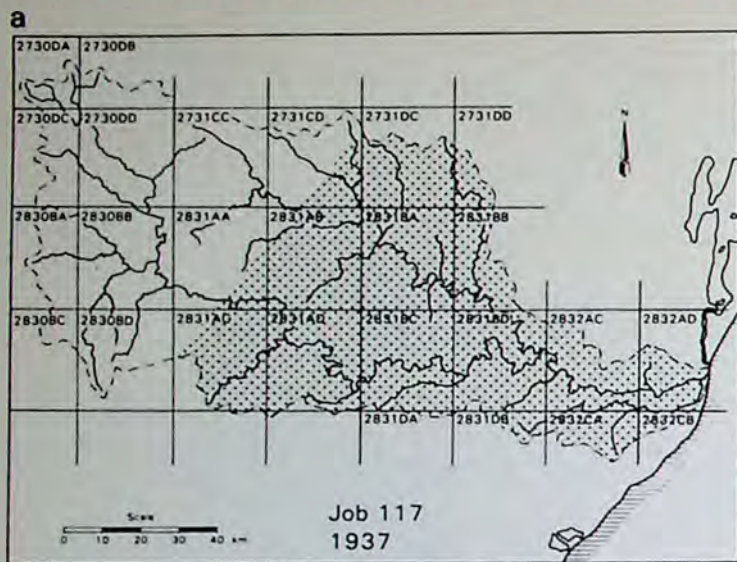 a
2730DA 2730DB
2730DC 2730DD 2731CC 2731CD 2731DC 2731DD
N
2830BA 2830BB 2831AA 2831AB 2831BA 2831BB
2830BC 2830BD 2831AC 2831AD 2831BC 2831BD 2832AC 2832AD
2831DA 2831DB 2832CA 2832CB
Scale
0 10 20 30 40 km
Job 117
1937